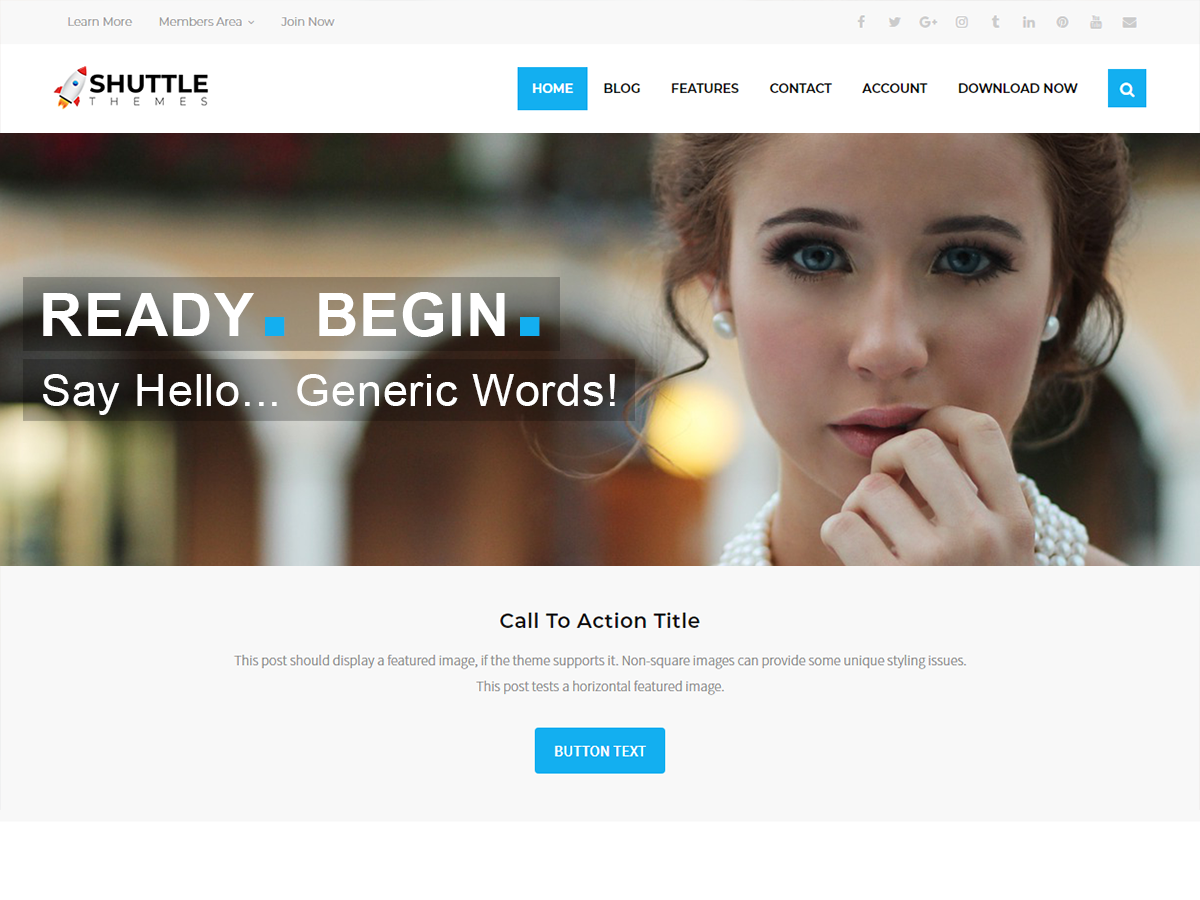 Learn More Members Area Join Now
SHUTTLE
THEMES
HOME BLOG FEATURES CONTACT ACCOUNT DOWNLOAD NOW
READY. BEGIN.
Say Hello... Generic Words!
Call To Action Title
This post should display a featured image, if the theme supports it. Non-square images can provide some unique styling issues.
This post tests a horizontal featured image.
BUTTON TEXT